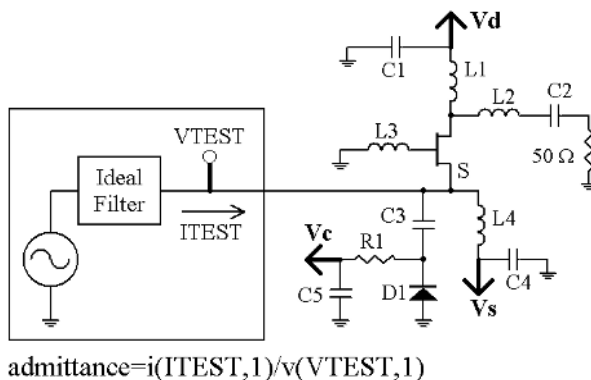 Vd
C1
L1
L2
C2
VTEST
L3
50 Ω
Ideal
Filter
S
ITEST
C3
L4
Vc
R1
C5
D1
C4
Vs
admittance=i(ITEST,1)/v(VTEST,1)